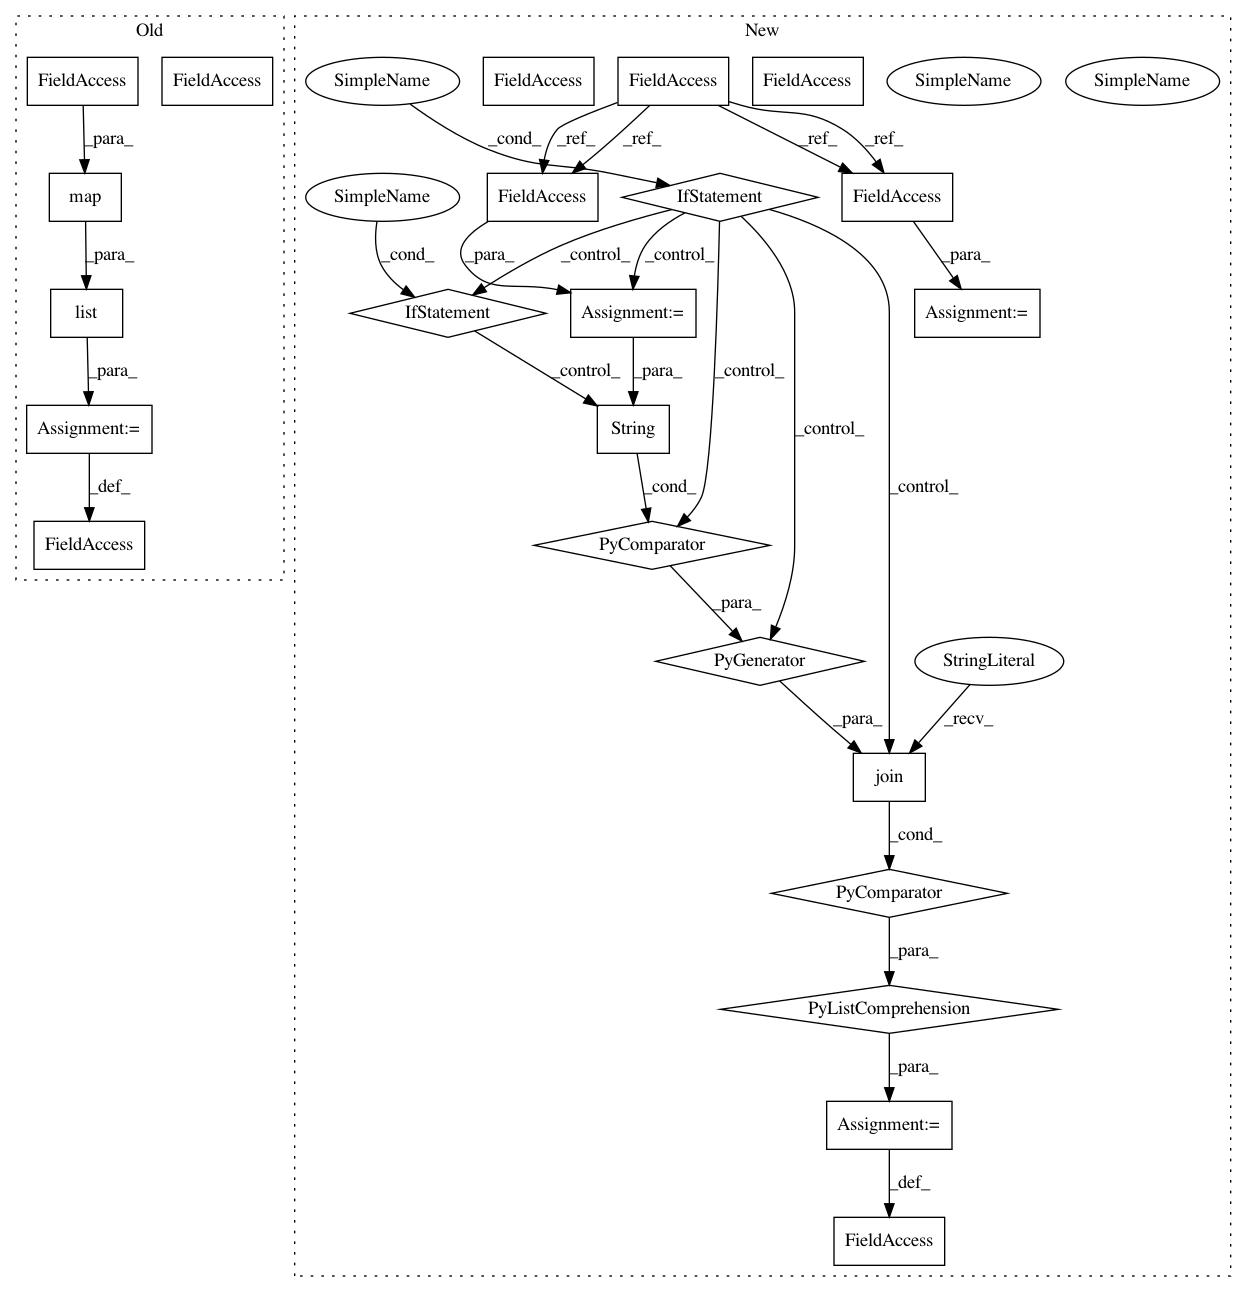 Old
New
FieldAccess
FieldAccess
SimpleName
FieldAccess
FieldAccess
FieldAccess
SimpleName
SimpleName
_para_
_cond_
_ref_
_ref_
_ref_
_ref_
map
SimpleName
FieldAccess
IfStatement
FieldAccess
_para_
_cond_
_para_
_control_
_control_
_para_
list
IfStatement
Assignment:=
Assignment:=
_para_
_control_
_para_
_control_
Assignment:=
String
_control_
_control_
_def_
_cond_
FieldAccess
PyComparator
_para_
PyGenerator
StringLiteral
_para_
_recv_
join
_cond_
PyComparator
_para_
PyListComprehension
_para_
Assignment:=
_def_
FieldAccess